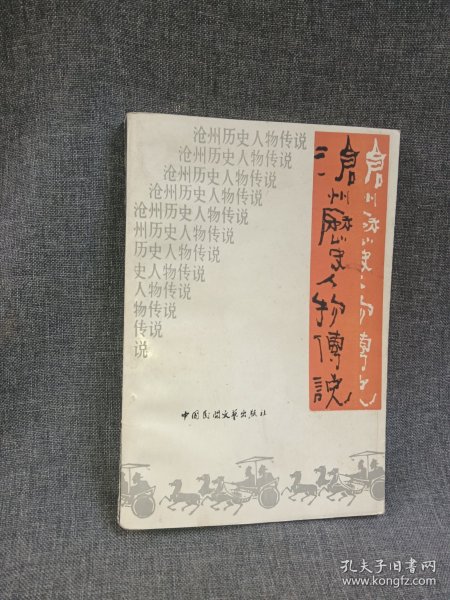 沧州历史人物传说
沧州历史人物传说
沧州历史人物传说
沧州历史人物传说
沧州历史人物传说
州历史人物传说
历史人物传说
史人物传说
人物传说
物传说
传说
说
滄州歷史人物傳說
滄州歷史人物傳說
中国民间文艺出版社
孔夫子旧书网
www.kongfz.com